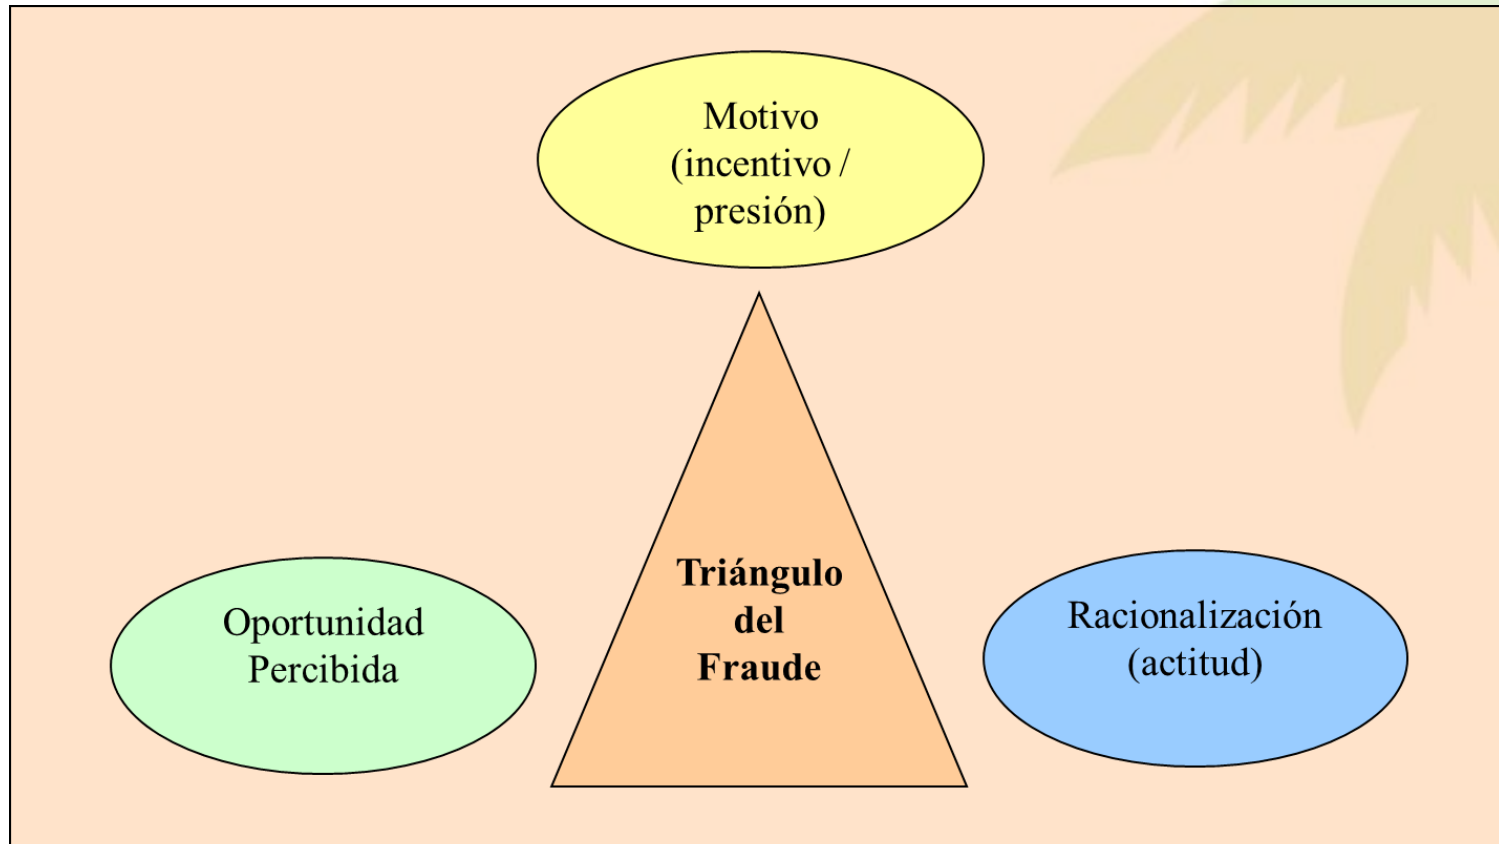 Motivo
(incentivo /
presión)
Triángulo
del
Fraude
Oportunidad
Percibida
Racionalización
(actitud)